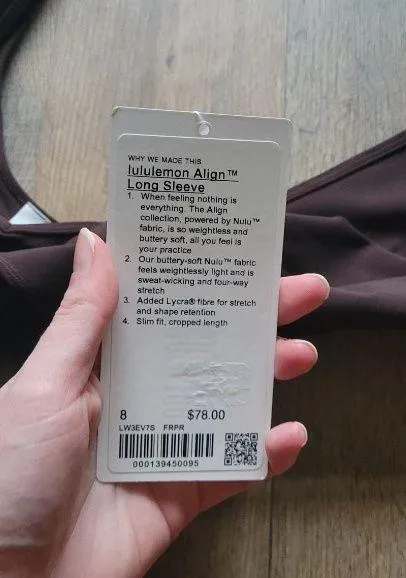 WHY WE MADE THIS
lululemon Align™
Long Sleeve
1. When feeling nothing is
everything. The Align
collection, powered by Nulu™
fabric, is so weightless and
buttery soft, all you feel is
your practice
2. Our buttery-soft Nulu™ fabric
feels weightlessly light and is
sweat-wicking and four-way
stretch
3. Added Lycra® fibre for stretch
and shape retention
4. Slim fit, cropped length
8 $78.00
LW3EV7S FRPR
000139450095